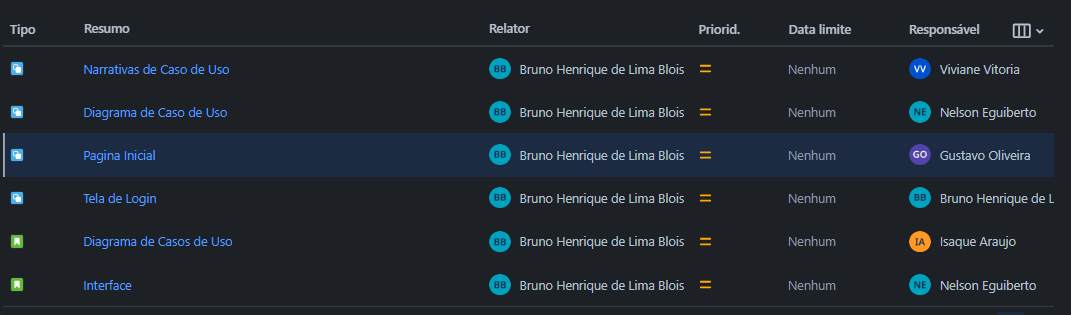 Tipo Resumo Relator Priorid. Data limite Responsável
Narrativas de Caso de Uso BB Bruno Henrique de Lima Blois Nenhum VV Viviane Vitoria
Diagrama de Caso de Uso BB Bruno Henrique de Lima Blois Nenhum NE Nelson Eguiberto
Pagina Inicial BB Bruno Henrique de Lima Blois Nenhum GO Gustavo Oliveira
Tela de Login BB Bruno Henrique de Lima Blois Nenhum BB Bruno Henrique de L
Diagrama de Casos de Uso BB Bruno Henrique de Lima Blois Nenhum IA Isaque Araujo
Interface BB Bruno Henrique de Lima Blois Nenhum NE Nelson Eguiberto